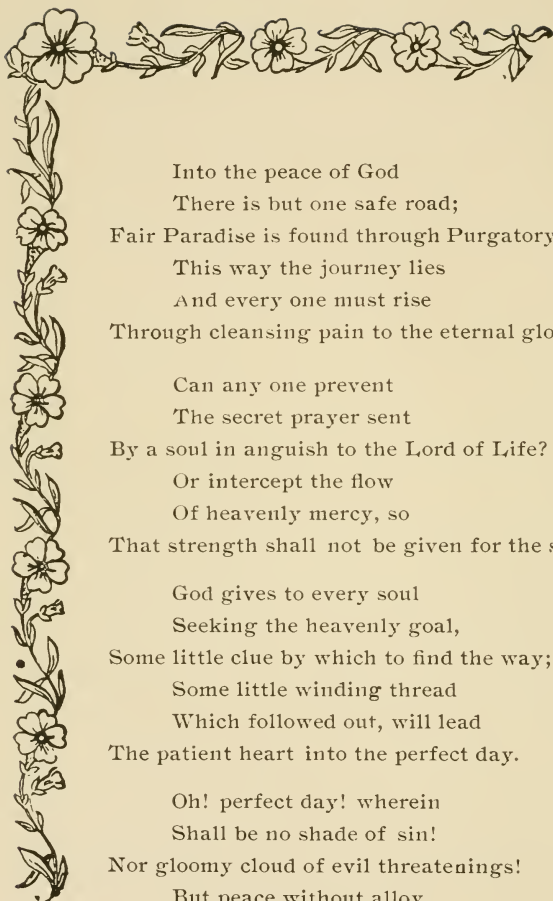 Into the peace of God
There is but one safe road;
Fair Paradise is found through Purgatory
This way the journey lies
And every one must rise
Through cleansing pain to the eternal
Can any one prevent
The secret prayer sent
By a soul in anguish to the Lord of Life?
Or intercept the flow
Of heavenly mercy, so
That strength shall not be given for the
God gives to every soul
Seeking the heavenly goal,
Some little clue by which to find the way;
Some little winding thread
Which followed out, will lead
The patient heart into the perfect day.
Oh! perfect day! wherein
Shall be no shade of sin!
Nor gloomy cloud of evil threatenings!
But peace without alloy